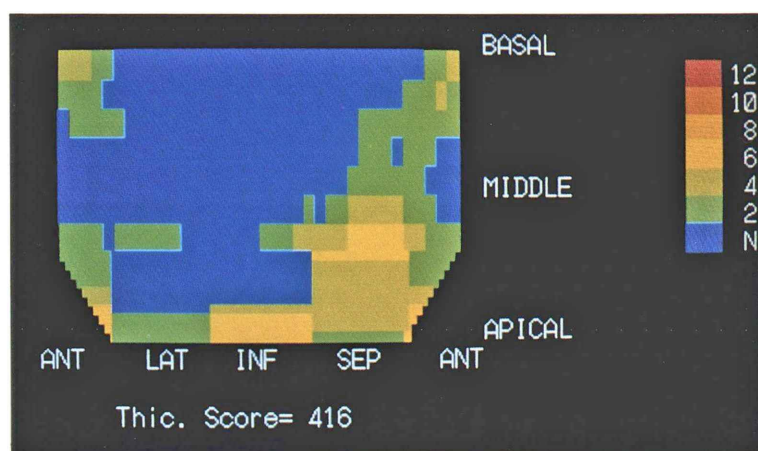 BASAL
12
10
8
6
MIDDLE
4
2
N
APICAL
ANT LAT INF SEP ANT
Thic. Score= 416